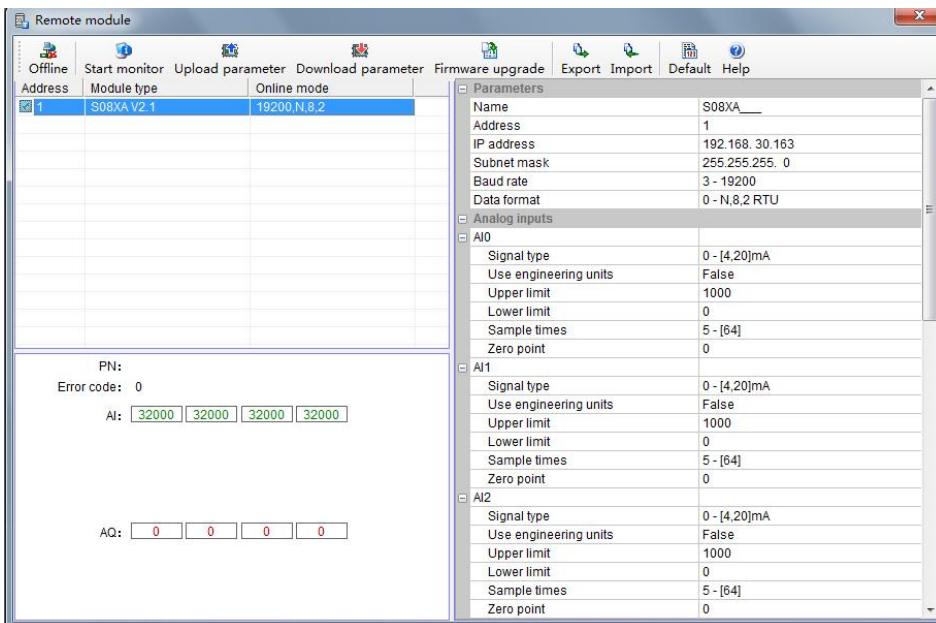 Remote module
Offline Start monitor Upload parameter Download parameter Firmware upgrade Export Import Default Help
Address Module type Online mode
1 S08XA V2.1 19200,N,8,2
PN:
Error code: 0
AI: 32000 32000 32000 32000
AQ: 0 0 0 0
Parameters
Name S08XA___
Address 1
IP address 192.168. 30.163
Subnet mask 255.255.255. 0
Baud rate 3 - 19200
Data format 0 - N,8,2 RTU
Analog inputs
AI0
Signal type 0 - [4,20]mA
Use engineering units False
Upper limit 1000
Lower limit 0
Sample times 5 - [64]
Zero point 0
AI1
Signal type 0 - [4,20]mA
Use engineering units False
Upper limit 1000
Lower limit 0
Sample times 5 - [64]
Zero point 0
AI2
Signal type 0 - [4,20]mA
Use engineering units False
Upper limit 1000
Lower limit 0
Sample times 5 - [64]
Zero point 0